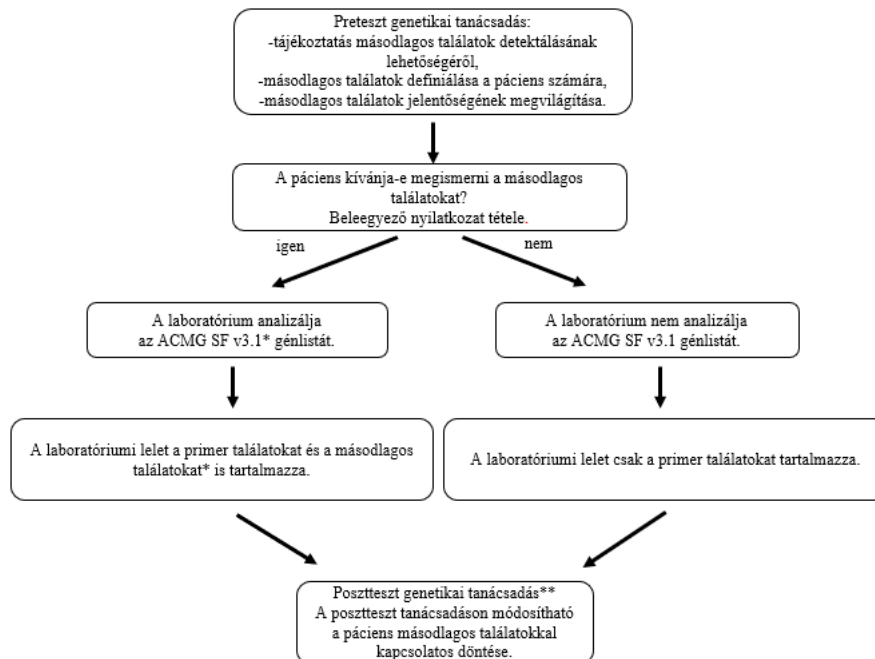 Preteszt genetikai tanácsadás:
-tájékoztatás másodlagos találatok detektálásának
lehetőségéről,
-másodlagos találatok definiálása a páciens számára,
-másodlagos találatok jelentőségének megvilágítása.
A páciens kívánja-e megismerni a másodlagos
találatokat?
Beleegyező nyilatkozat tétele.
igen
nem
A laboratórium analizálja
az ACMG SF v3.1* génlistát.
A laboratórium nem analizálja
az ACMG SF v3.1 génlistát.
A laboratóriumi lelet a primer találatokat és a másodlagos
találatokat* is tartalmazza.
A laboratóriumi lelet csak a primer találatokat tartalmazza.
Posztteszt genetikai tanácsadás**
A posztteszt tanácsadáson módosítható
a páciens másodlagos találatokkal
kapcsolatos döntése.